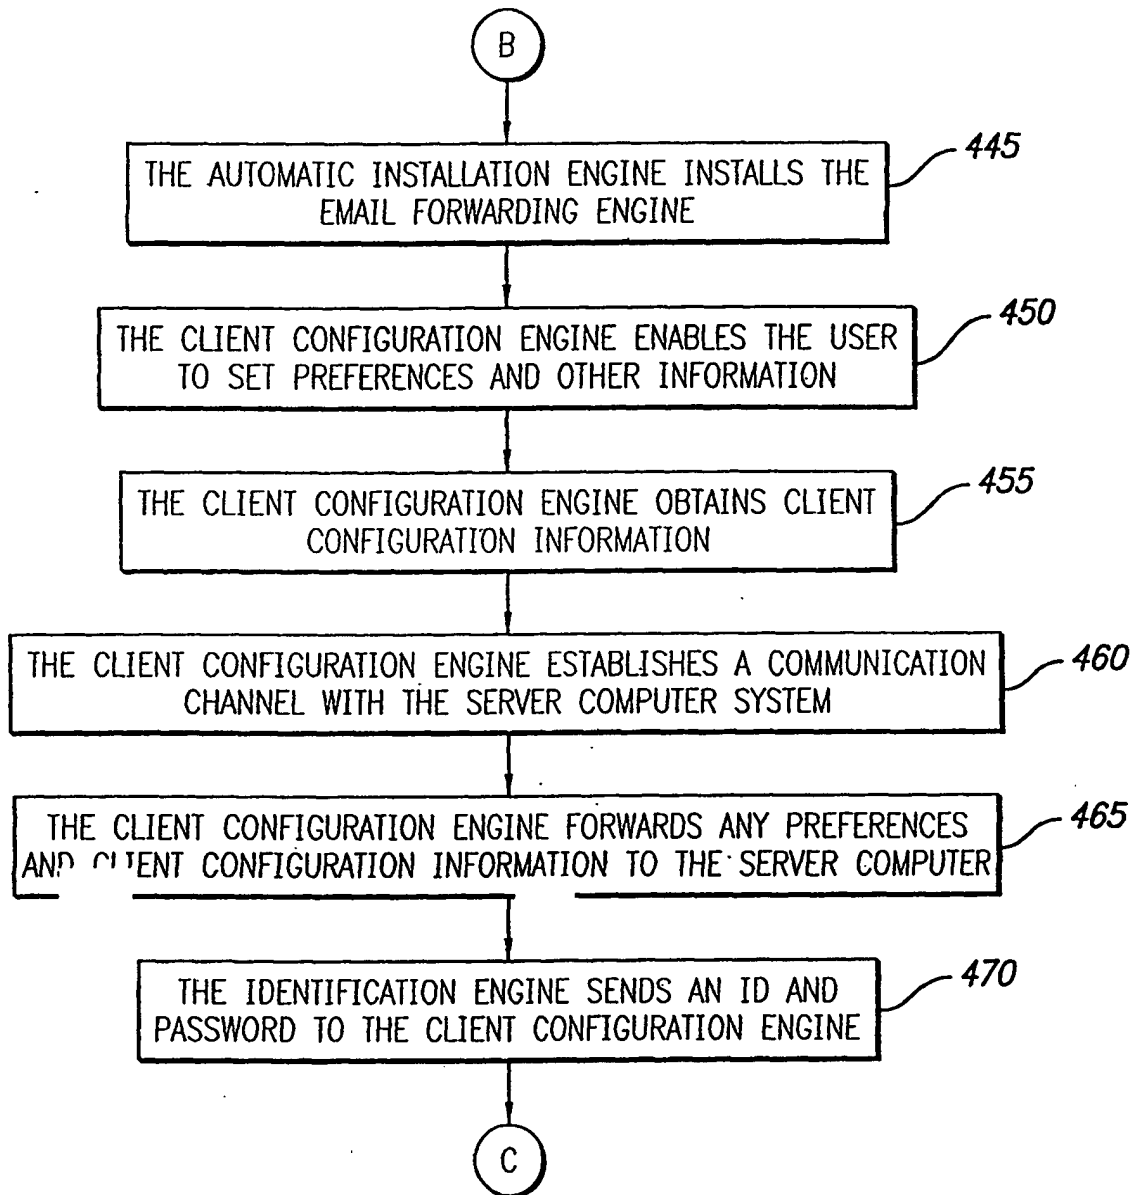 B
445
THE AUTOMATIC INSTALLATION ENGINE INSTALLS THE
EMAIL FORWARDING ENGINE
450
THE CLIENT CONFIGURATION ENGINE ENABLES THE USER
TO SET PREFERENCES AND OTHER INFORMATION
455
THE CLIENT CONFIGURATION ENGINE OBTAINS CLIENT
CONFIGURATION INFORMATION
460
THE CLIENT CONFIGURATION ENGINE ESTABLISHES A COMMUNICATION
CHANNEL WITH THE SERVER COMPUTER SYSTEM
465
THE CLIENT CONFIGURATION ENGINE FORWARDS ANY PREFERENCES
AND CLIENT CONFIGURATION INFORMATION TO THE SERVER COMPUTER
470
THE IDENTIFICATION ENGINE SENDS AN ID AND
PASSWORD TO THE CLIENT CONFIGURATION ENGINE
C